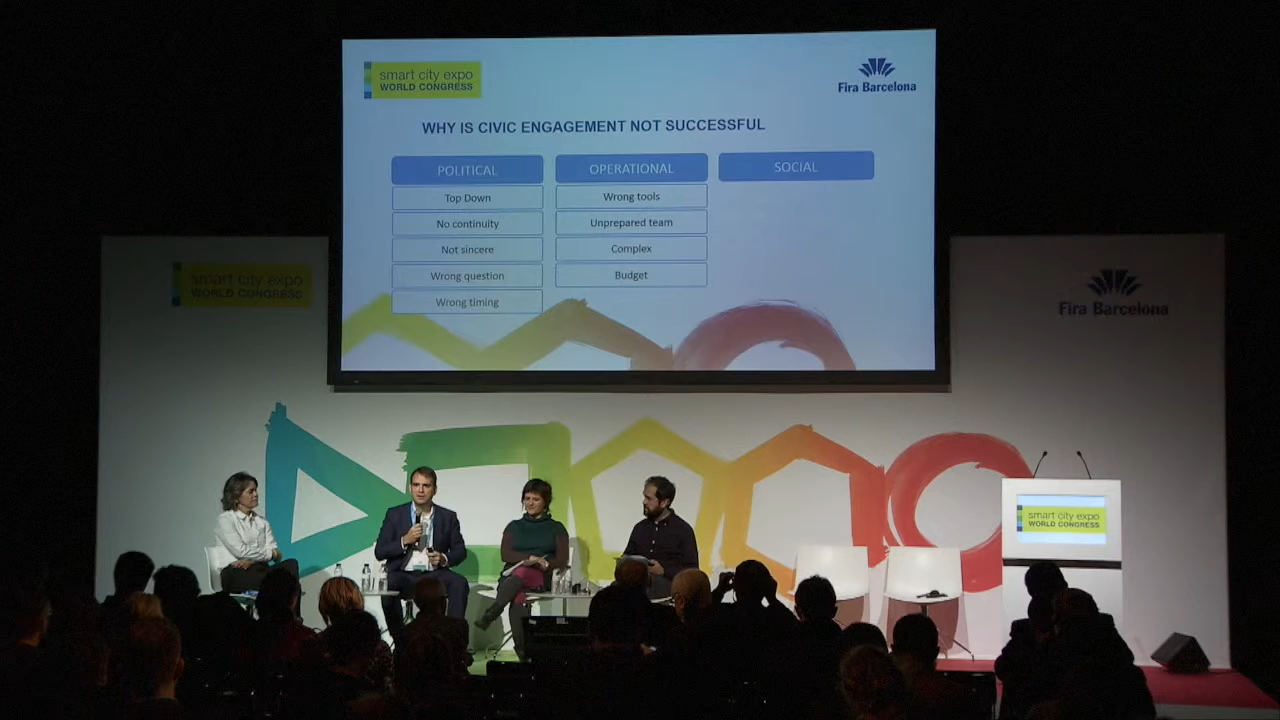 smart city expo
WORLD CONGRESS
Fira Barcelona
WHY IS CIVIC ENGAGEMENT NOT SUCCESSFUL
POLITICAL
Top Down
No continuity
Not sincere
Wrong question
Wrong timing
OPERATIONAL
Wrong tools
Unprepared team
Complex
Budget
SOCIAL
smart city expo
WORLD CONGRESS
Fira Barcelona
smart city expo
WORLD CONGRESS